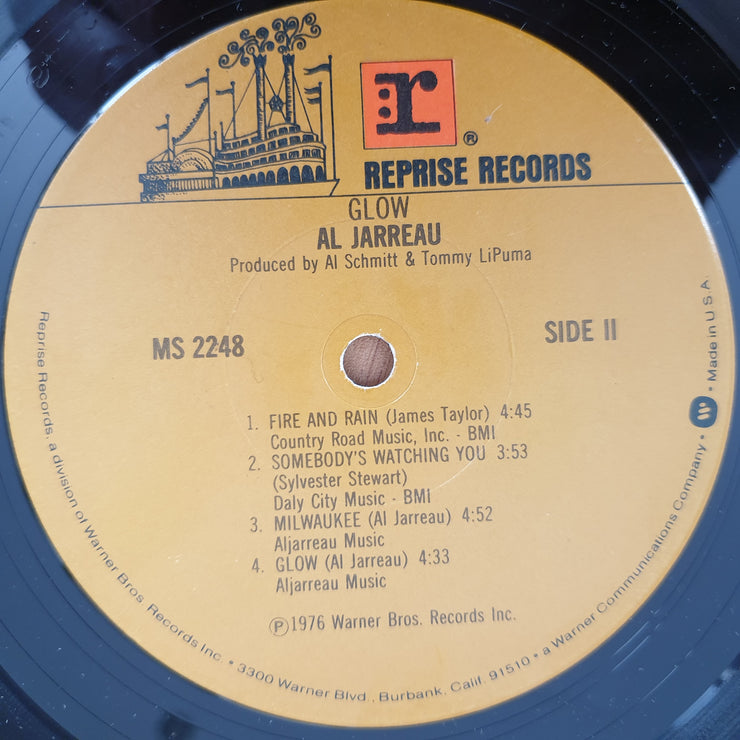 r
®
REPRISE RECORDS
GLOW
AL JARREAU
Produced by Al Schmitt & Tommy LiPuma
MS 2248
SIDE II
1. FIRE AND RAIN (James Taylor) 4:45
Country Road Music, Inc. - BMI
2. SOMEBODY'S WATCHING YOU 3:53
(Sylvester Stewart)
Daly City Music - BMI
3. MILWAUKEE (Al Jarreau) 4:52
Aljarreau Music
4. GLOW (Al Jarreau) 4:33
Aljarreau Music
Ⓟ1976 Warner Bros. Records Inc.
Reprise Records, a division of Warner Bros Records Inc. • 3300 Warner Blvd., Burbank, Calif. 91510 • a Warner Communications Company • W • Made in U.S.A.